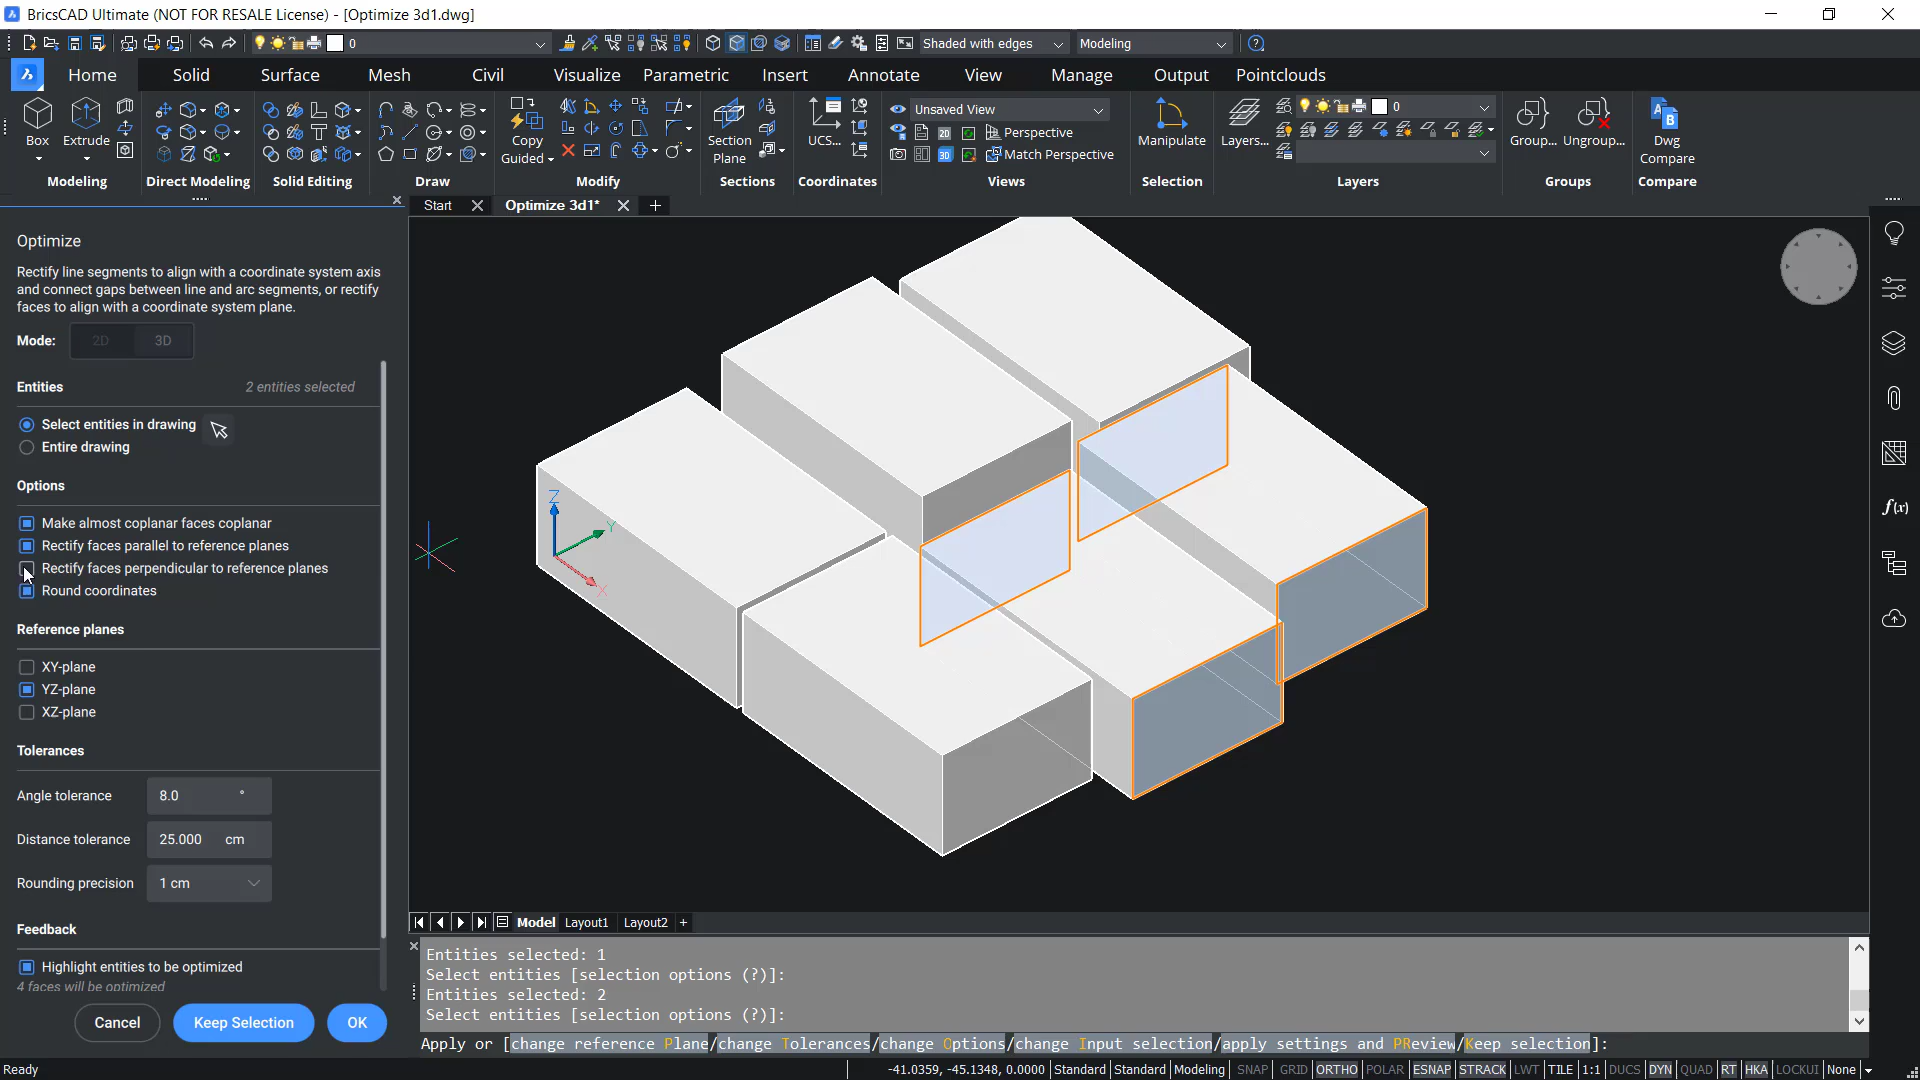 BricsCAD Ultimate (NOT FOR RESALE License) - [Optimize 3d1.dwg]
0
Shaded with edges
Modeling
Home
Solid
Surface
Mesh
Civil
Visualize
Parametric
Insert
Annotate
View
Manage
Output
Pointclouds
Box
Extrude
Copy
Guided
Section
Plane
UCS...
Unsaved View
2D
Perspective
3D
Match Perspective
Manipulate
Layers...
0
Group...
Ungroup...
A
B
Dwg
Compare
Modeling
Direct Modeling
Solid Editing
Draw
Modify
Sections
Coordinates
Views
Selection
Layers
Groups
Compare
Start
Optimize 3d1*
Optimize
Rectify line segments to align with a coordinate system axis
and connect gaps between line and arc segments, or rectify
faces to align with a coordinate system plane.
Mode:
2D
3D
Entities
2 entities selected
Select entities in drawing
Entire drawing
Options
Make almost coplanar faces coplanar
Rectify faces parallel to reference planes
Rectify faces perpendicular to reference planes
Round coordinates
Reference planes
XY-plane
YZ-plane
XZ-plane
Tolerances
Angle tolerance
8.0 °
Distance tolerance
25.000 cm
Rounding precision
1 cm
Feedback
Highlight entities to be optimized
4 faces will be optimized
Cancel
Keep Selection
OK
Z
Y
X
f(x)
Model
Layout1
Layout2
+
Entities selected: 1
Select entities [selection options (?)]:
Entities selected: 2
Select entities [selection options (?)]:
Apply or [change reference Plane/change Tolerances/change Options/change Input selection/apply settings and PReview/Keep selection]:
Ready
-41.0359, -45.1348, 0.0000
Standard
Standard
Modeling
SNAP
GRID
ORTHO
POLAR
ESNAP
STRACK
LWT
TILE
1:1
DUCS
DYN
QUAD
RT
HKA
LOCKUI
None